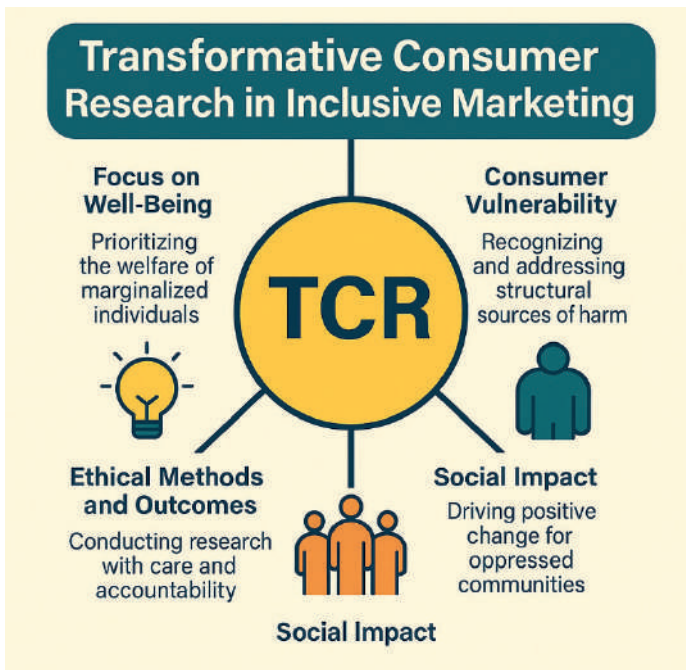 Transformative Consumer
Research in Inclusive Marketing
Focus on
Well-Being
Prioritizing
the welfare of
marginalized
individuals
Consumer
Vulnerability
Recognizing
and addressing
structural
sources of harm
TCR
Ethical Methods
and Outcomes
Conducting research
with care and
accountability
Social Impact
Driving positive
change for
oppressed
communities
Social Impact